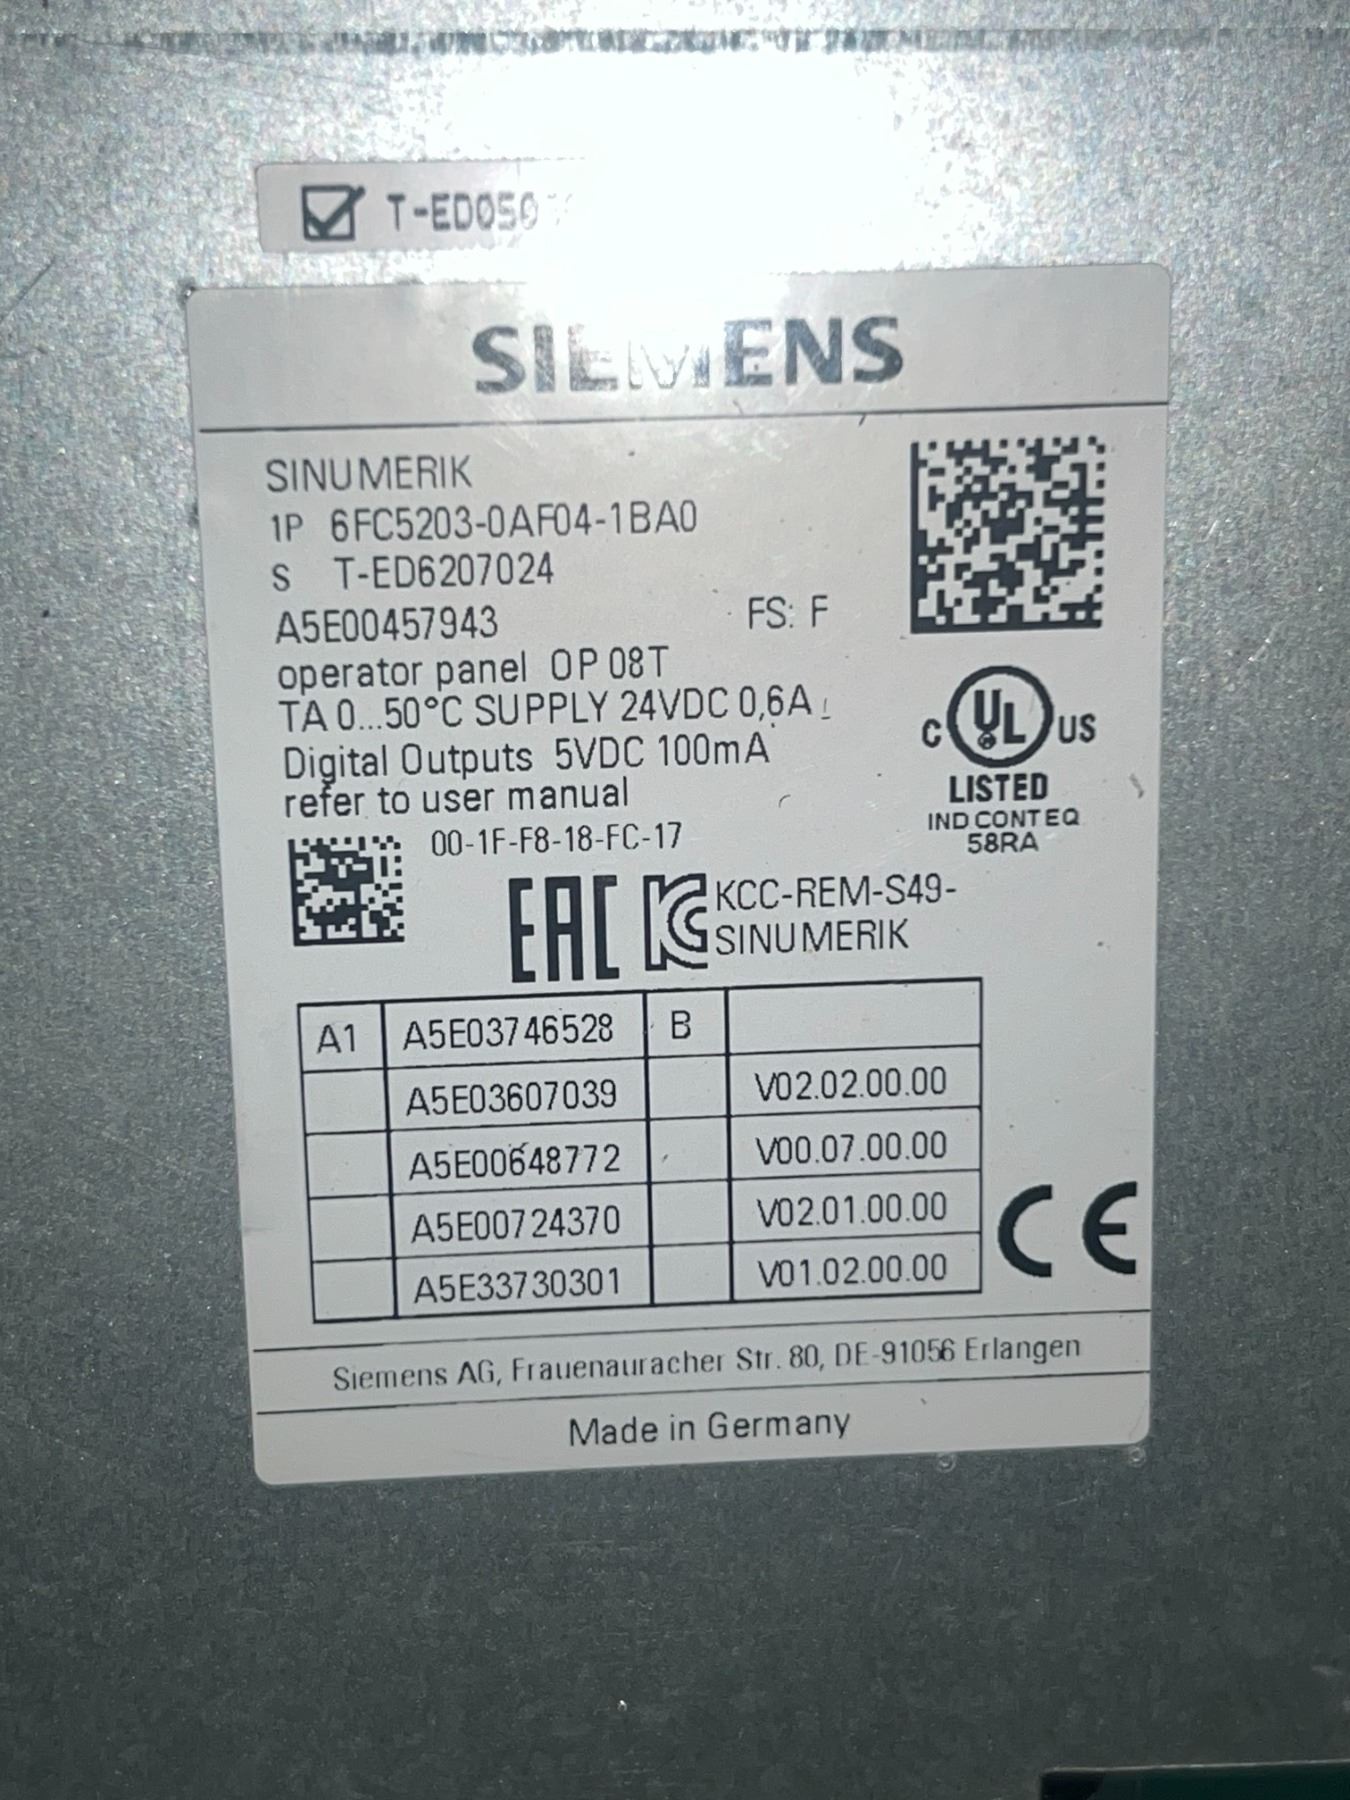 SIEMENS
SINUMERIK
1P 6FC5203-0AF04-1BA0
S T-ED6207024
A5E00457943 FS: F
operator panel OP 08T
TA 0...50°C SUPPLY 24VDC 0,6A
Digital Outputs 5VDC 100mA
refer to user manual
00-1F-F8-18-FC-17
C UL US
LISTED
IND CONT EQ
58RA
EAC KCC-REM-S49-
SINUMERIK
A1 A5E03746528 B
A5E03607039 V02.02.00.00
A5E00648772 V00.07.00.00
A5E00724370 V02.01.00.00
A5E33730301 V01.02.00.00
CE
Siemens AG, Frauenauracher Str. 80, DE-91056 Erlangen
Made in Germany